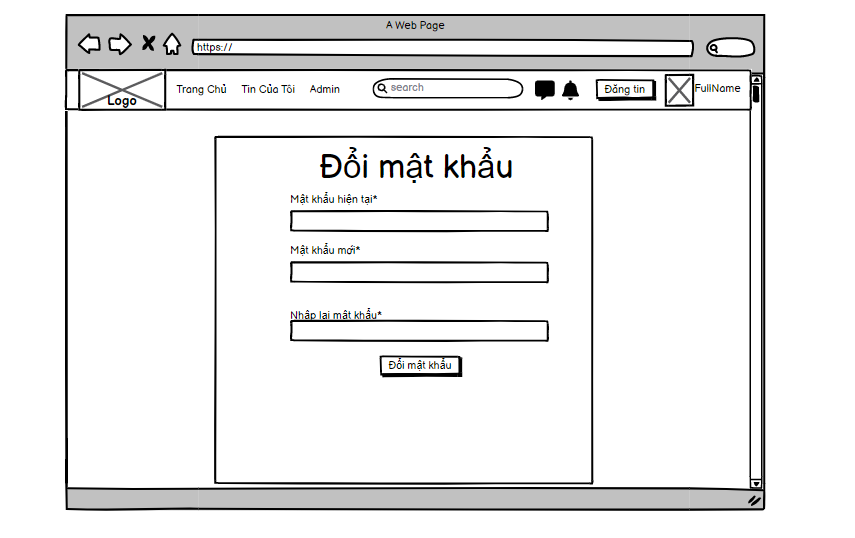 A Web Page
https://
Logo
Trang Chủ
Tin Của Tôi
Admin
search
Đăng tin
FullName
Đổi mật khẩu
Mật khẩu hiện tại*
Mật khẩu mới*
Nhập lại mật khẩu*
Đổi mật khẩu